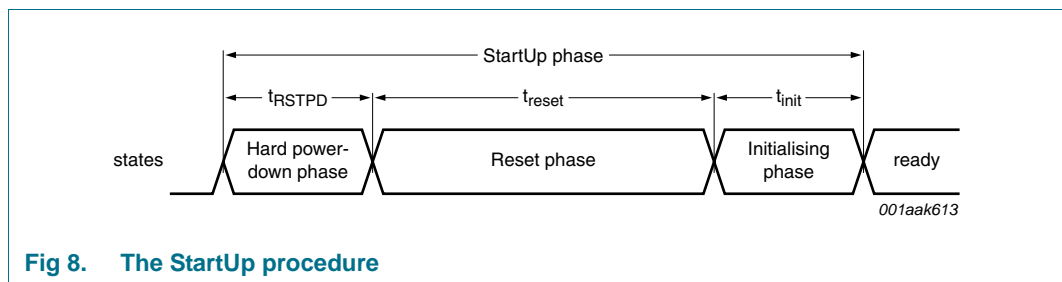 StartUp phase
tRSTPD
treset
tinit
states
Hard power-
down phase
Reset phase
Initialising
phase
ready
001aak613
Fig 8. The StartUp procedure